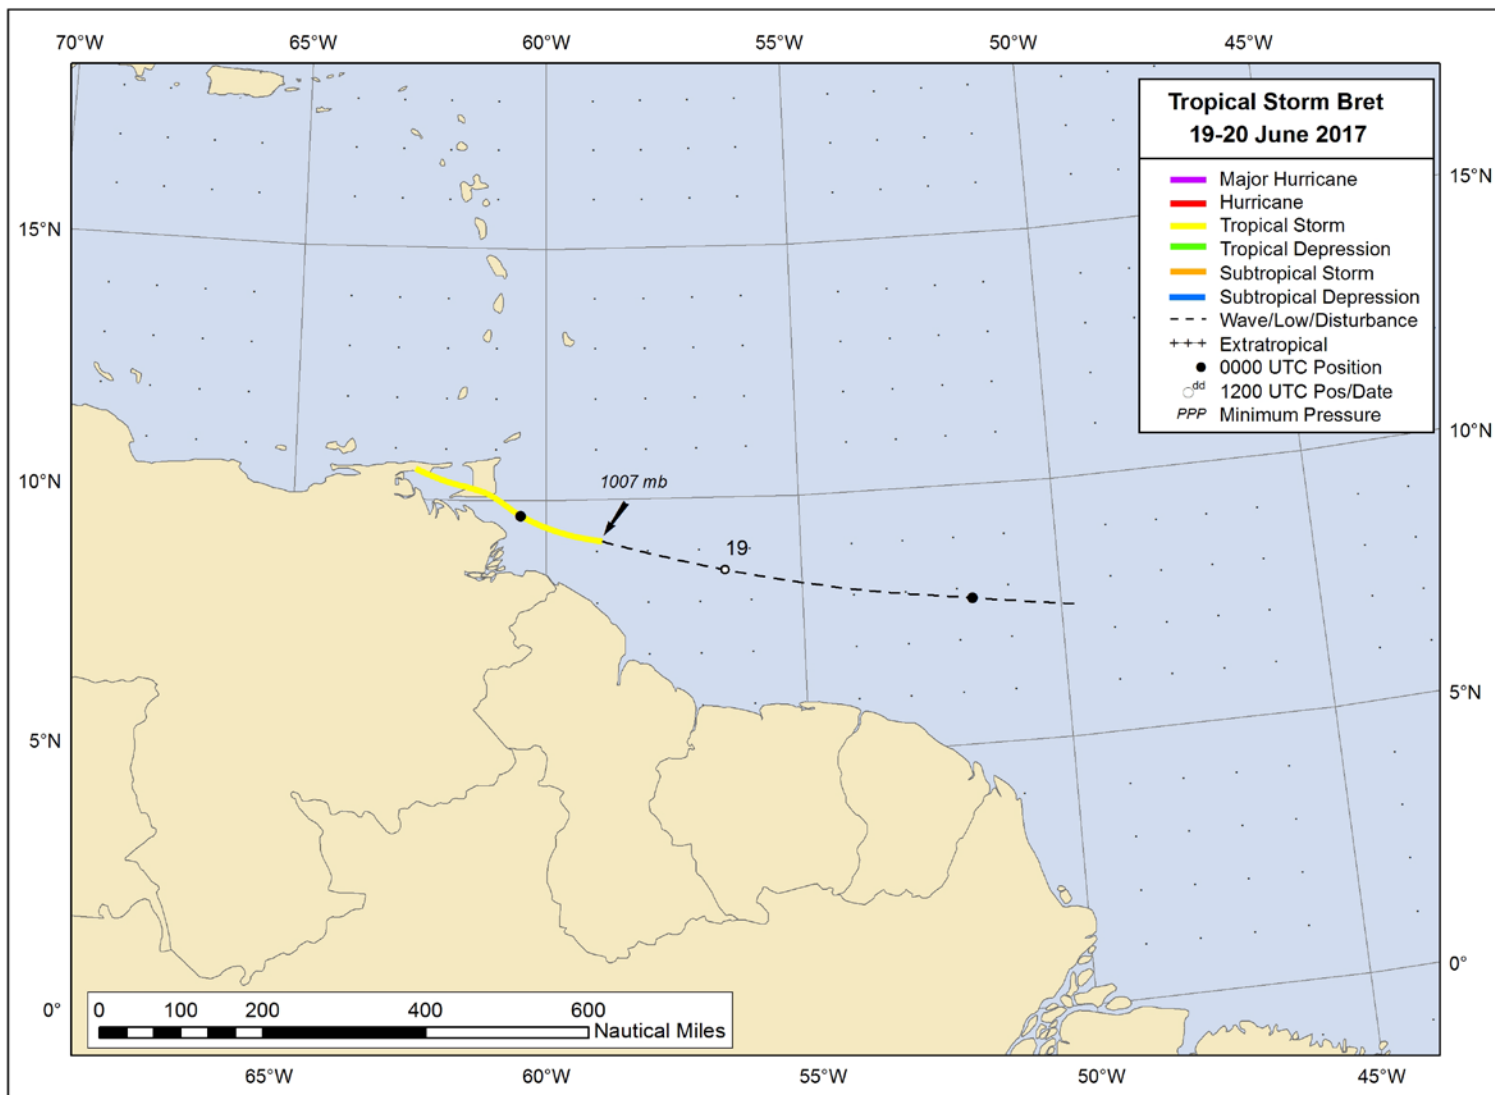 70°W 65°W 60°W 55°W 50°W 45°W
Tropical Storm Bret
19-20 June 2017
Major Hurricane
Hurricane
Tropical Storm
Tropical Depression
Subtropical Storm
Subtropical Depression
Wave/Low/Disturbance
+++ Extratropical
0000 UTC Position
dd 1200 UTC Pos/Date
PPP Minimum Pressure
15°N
15°N
10°N
10°N
1007 mb
19
5°N
5°N
0°
0°
0 100 200 400 600
Nautical Miles
65°W 60°W 55°W 50°W 45°W